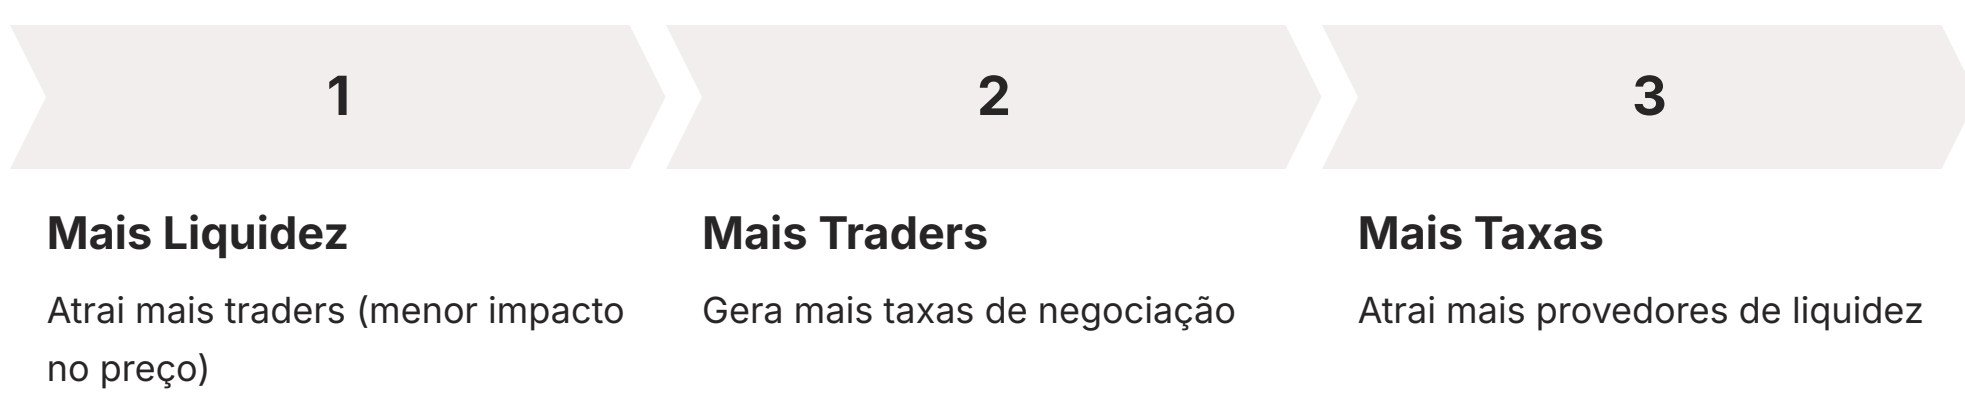 1
2
3
Mais Liquidez
Atrai mais traders (menor impacto
no preço)
Mais Traders
Gera mais taxas de negociação
Mais Taxas
Atrai mais provedores de liquidez